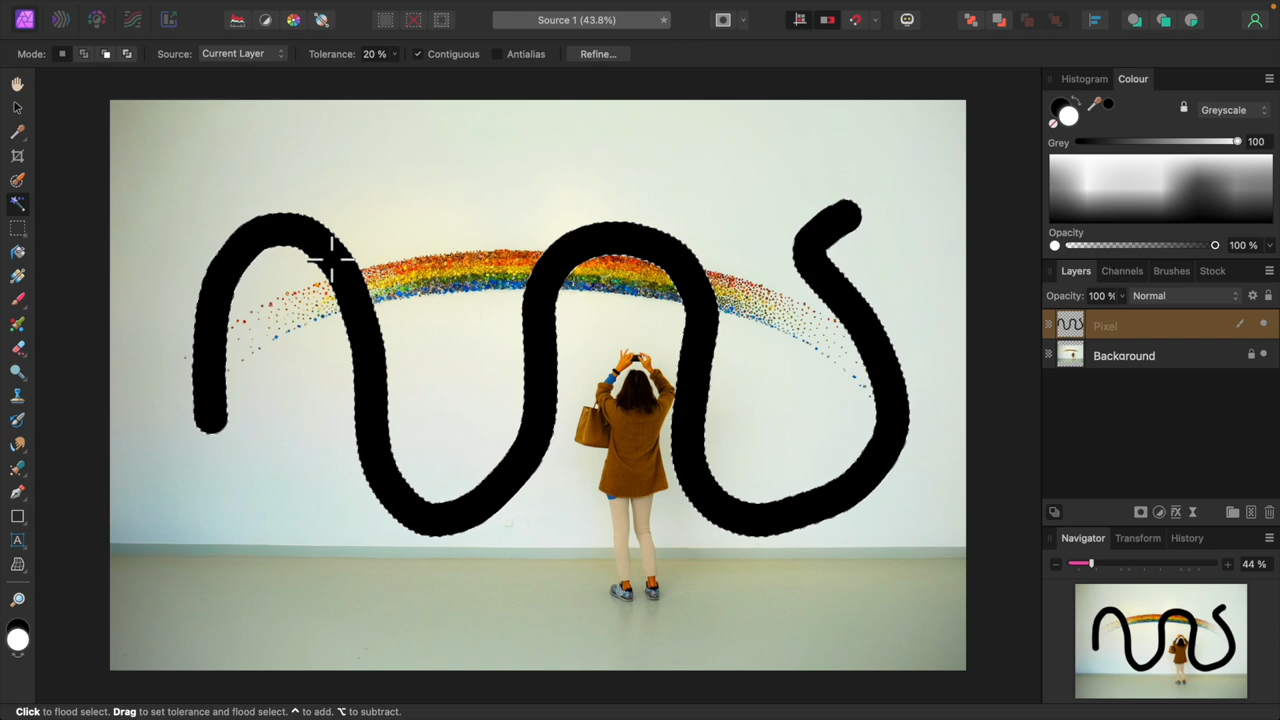 Source 1 (43.8%)
Mode: Source: Current Layer Tolerance: 20 % Contiguous Antialias Refine...
Histogram Colour
Greyscale
Grey 100
Opacity
100 %
Layers Channels Brushes Stock
Opacity: 100 % Normal
Pixel
Background
Navigator Transform History
44 %
Click to flood select. Drag to set tolerance and flood select. ^ to add. ⌥ to subtract.